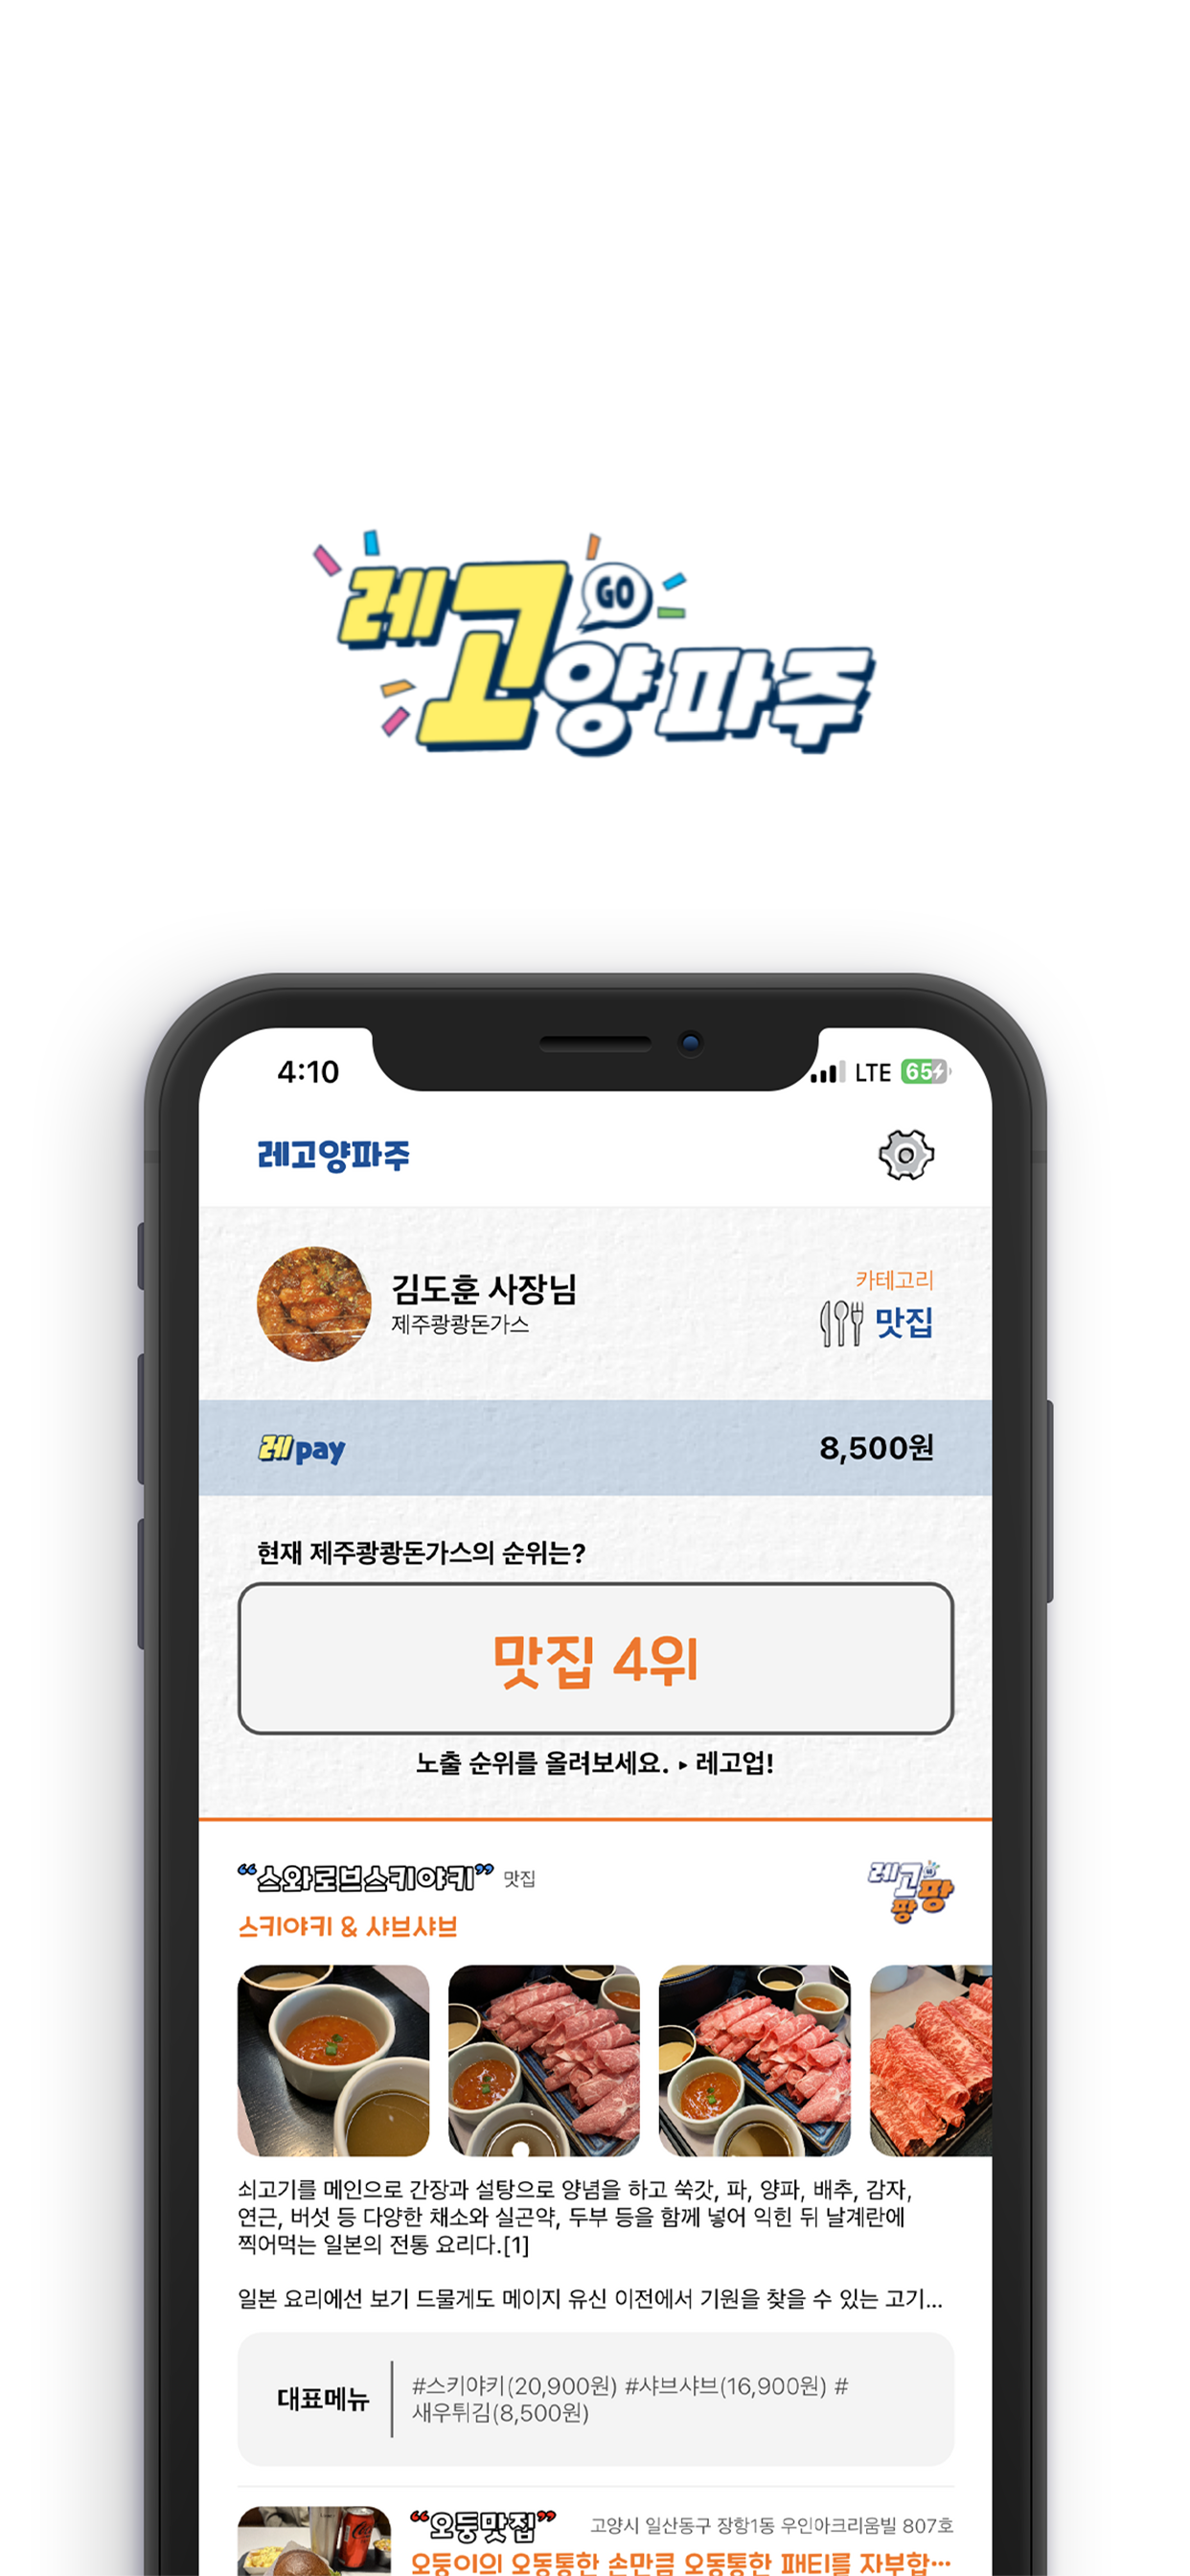 레고양파주
GO
4:10 LTE 65
레고양파주
김도훈 사장님
제주쾅쾅돈가스
카테고리
맛집
레pay 8,500원
현재 제주쾅쾅돈가스의 순위는?
맛집 4위
노출 순위를 올려보세요. ▸ 레고업!
“스와로브스키야키” 맛집
레고팡팡
스키야키 & 샤브샤브
쇠고기를 메인으로 간장과 설탕으로 양념을 하고 쑥갓, 파, 양파, 배추, 감자,
연근, 버섯 등 다양한 채소와 실곤약, 두부 등을 함께 넣어 익힌 뒤 날계란에
찍어먹는 일본의 전통 요리다.[1]
일본 요리에선 보기 드물게도 메이지 유신 이전에서 기원을 찾을 수 있는 고기...
대표메뉴
#스키야키(20,900원) #샤브샤브(16,900원) #
새우튀김(8,500원)
“오동맛집” 고양시 일산동구 장항1동 우인아크리움빌 807호
오동이의 오동통한 손만큼 오동통한 패티를 자부합...